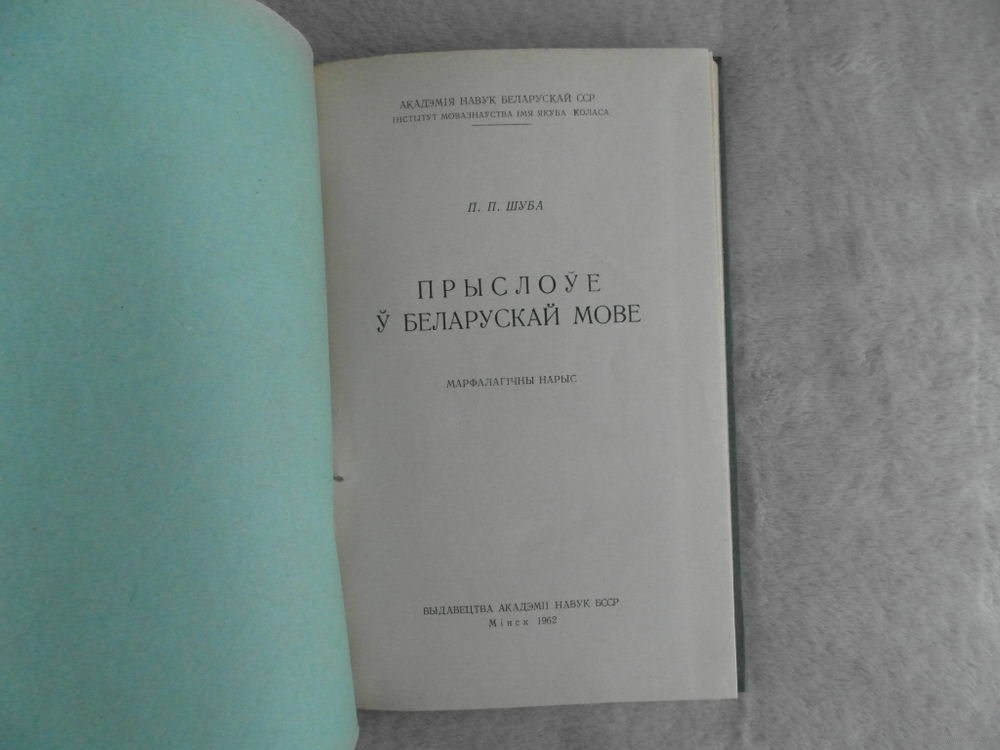 АКАДЭМІЯ НАВУК БЕЛАРУСКАЙ ССР
ІНСТЫТУТ МОВАЗНАЎСТВА ІМЯ ЯКУБА КОЛАСА
П. П. ШУБА
ПРЫСЛОЎЕ
Ў БЕЛАРУСКАЙ МОВЕ
МАРФАЛАГІЧНЫ НАРЫС
ВЫДАВЕЦТВА АКАДЭМІІ НАВУК БССР
Мінск 1962